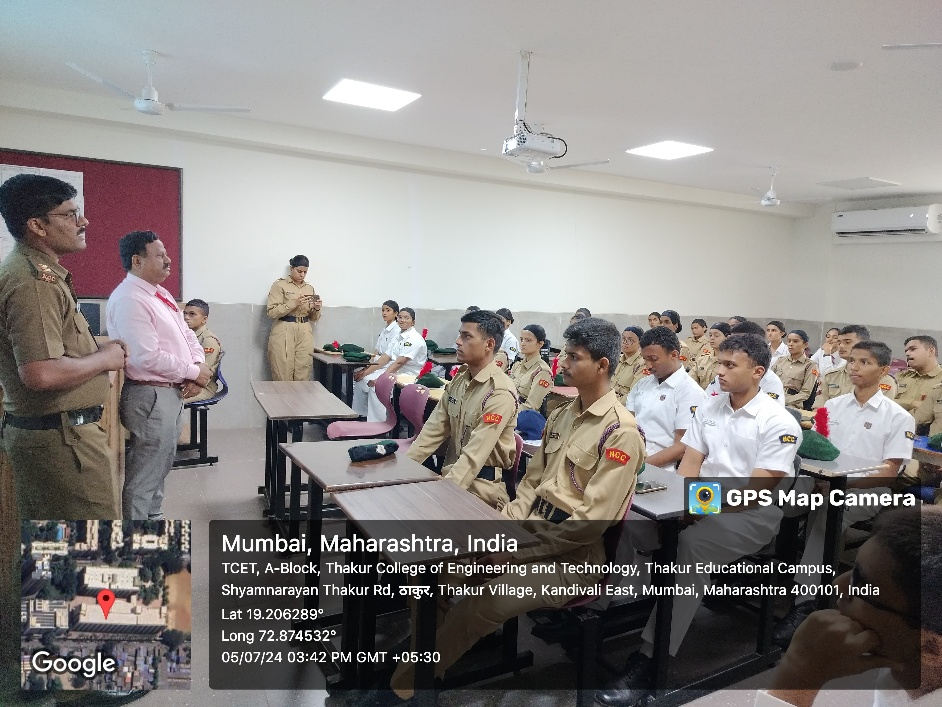 NCC
NCC
NCC
GPS Map Camera
Mumbai, Maharashtra, India
TCET, A-Block, Thakur College of Engineering and Technology, Thakur Educational Campus,
Shyamnarayan Thakur Rd, ठाकुर, Thakur Village, Kandivali East, Mumbai, Maharashtra 400101, India
Lat 19.206289°
Long 72.874532°
05/07/24 03:42 PM GMT +05:30
Google